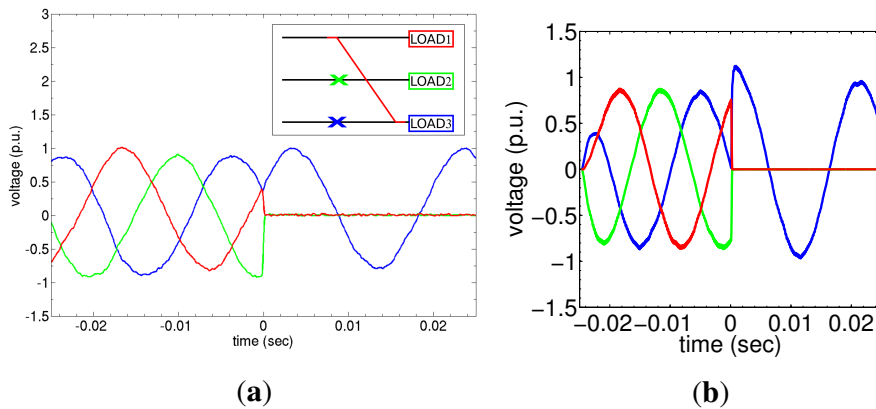 3
2.5
2
1.5
1
0.5
0
-0.5
-1
-1.5
voltage (p.u.)
LOAD1
LOAD2
LOAD3
-0.02 -0.01 0 0.01 0.02
time (sec)
(a)
1.5
1
0.5
0
−0.5
−1
−1.5
voltage (p.u.)
−0.02 −0.01 0 0.01 0.02
time (sec)
(b)